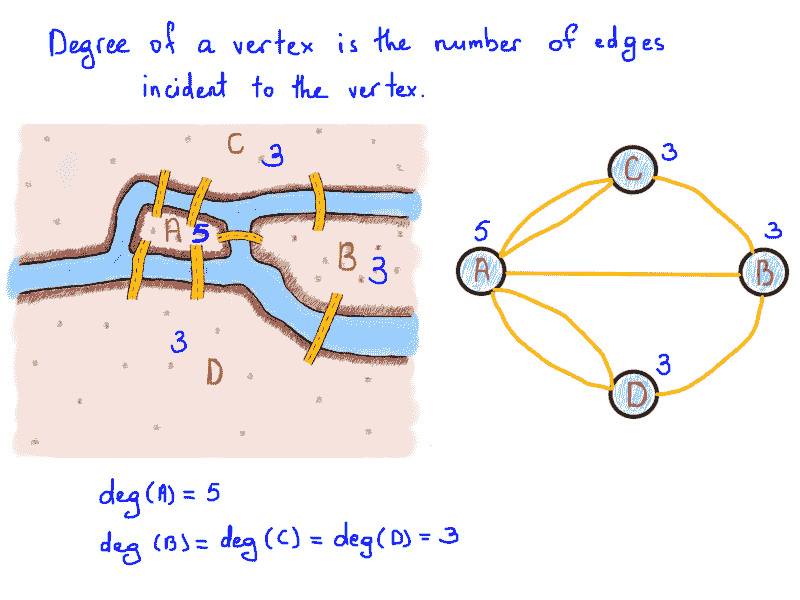 Degree of a vertex is the number of edges
incident to the vertex.
C 3
A 5
B 3
3
D
C 3
5
A
3
B
3
D
deg(A) = 5
deg(B) = deg(C) = deg(D) = 3